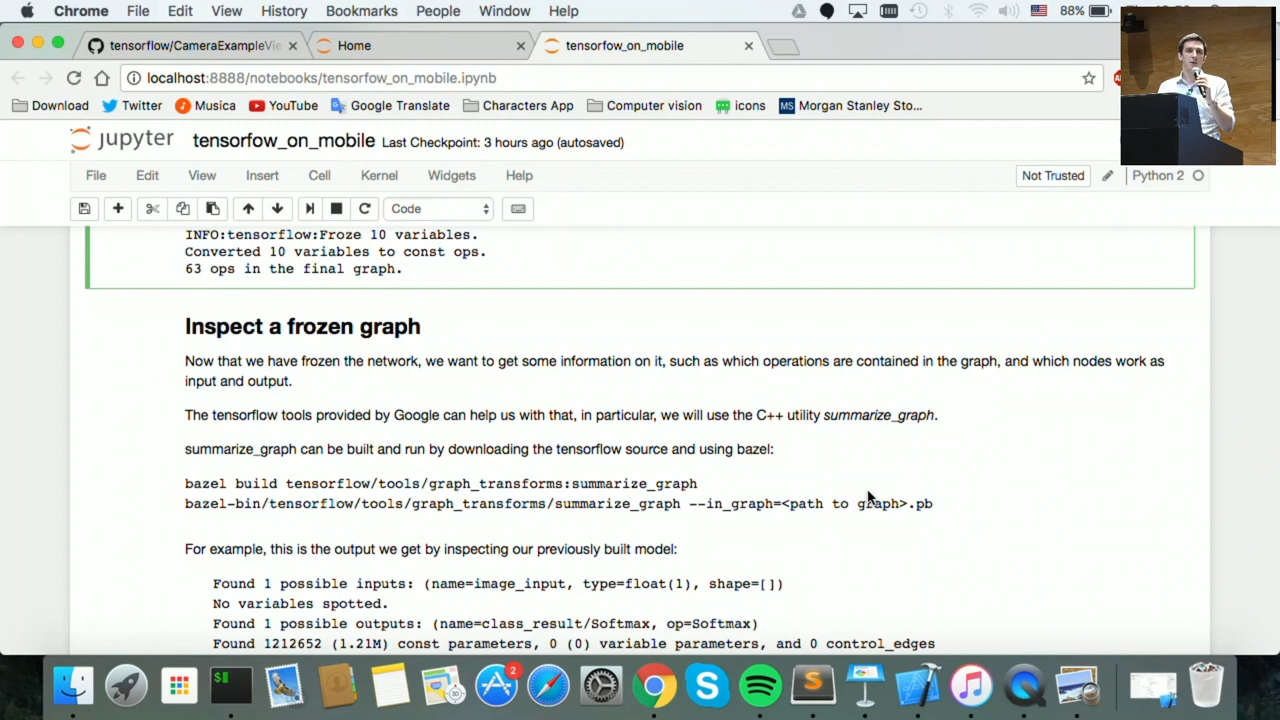 Chrome File Edit View History Bookmarks People Window Help 88%
tensorflow/CameraExampleVie
Home
tensorfow_on_mobile
localhost:8888/notebooks/tensorfow_on_mobile.ipynb
Download Twitter Musica YouTube Google Translate Characters App Computer vision icons MS Morgan Stanley Sto...
jupyter tensorfow_on_mobile Last Checkpoint: 3 hours ago (autosaved)
File Edit View Insert Cell Kernel Widgets Help Not Trusted Python 2
Code
INFO:tensorflow:Froze 10 variables.
Converted 10 variables to const ops.
63 ops in the final graph.
Inspect a frozen graph
Now that we have frozen the network, we want to get some information on it, such as which operations are contained in the graph, and which nodes work as
input and output.
The tensorflow tools provided by Google can help us with that, in particular, we will use the C++ utility summarize_graph.
summarize_graph can be built and run by downloading the tensorflow source and using bazel:
bazel build tensorflow/tools/graph_transforms:summarize_graph
bazel-bin/tensorflow/tools/graph_transforms/summarize_graph --in_graph=<path to graph>.pb
For example, this is the output we get by inspecting our previously built model:
Found 1 possible inputs: (name=image_input, type=float(1), shape=[])
No variables spotted.
Found 1 possible outputs: (name=class_result/Softmax, op=Softmax)
Found 1212652 (1.21M) const parameters, 0 (0) variable parameters, and 0 control_edges
2